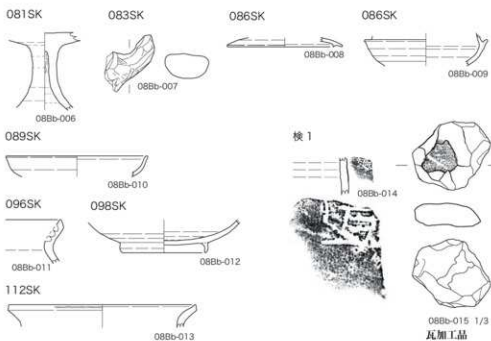 081SK
083SK
086SK
086SK
08Bb-006
08Bb-007
08Bb-008
08Bb-009
089SK
08Bb-010
検1
08Bb-014
096SK
098SK
08Bb-011
08Bb-012
112SK
08Bb-013
08Bb-015 1/3
瓦加工品